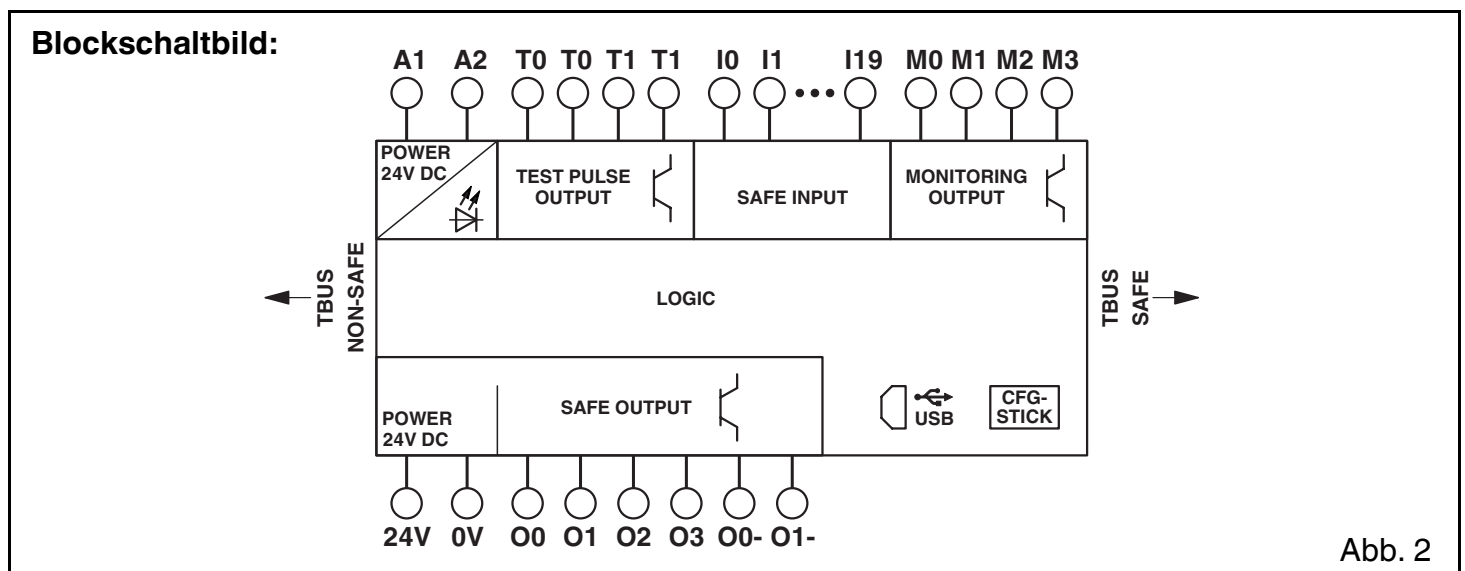 Blockschaltbild:
A1 A2 T0 T0 T1 T1 I0 I1 I19 M0 M1 M2 M3
POWER
24V DC
TEST PULSE
OUTPUT
SAFE INPUT
MONITORING
OUTPUT
TBUS
NON-SAFE
LOGIC
TBUS
SAFE
POWER
24V DC
SAFE OUTPUT
USB
CFG-
STICK
24V 0V O0 O1 O2 O3 O0- O1-
Abb. 2